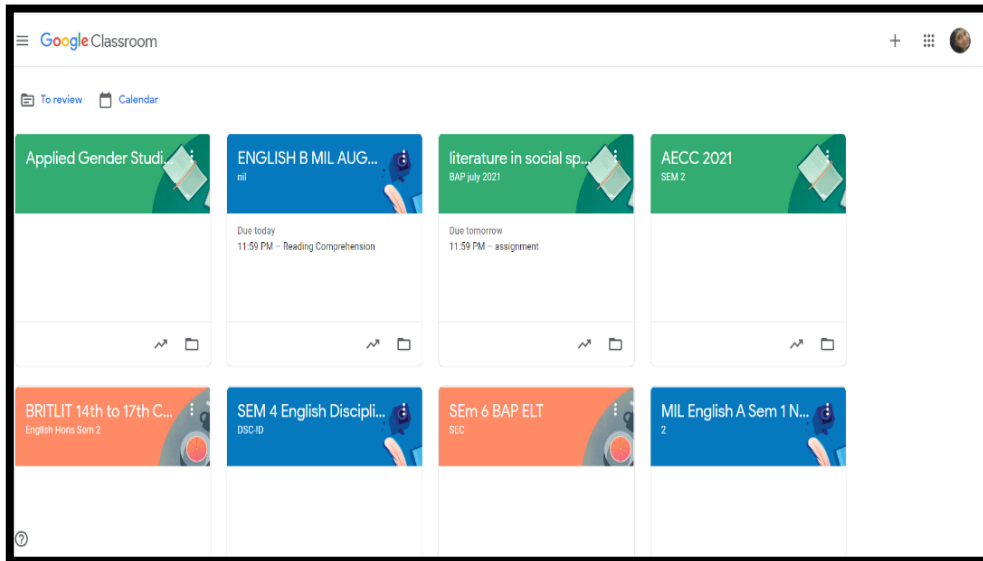 Google Classroom
To review Calendar
Applied Gender Studi...
ENGLISH B MIL AUG...
nil
Due today
11:59 PM – Reading Comprehension
literature in social sp...
BAP july 2021
Due tomorrow
11:59 PM – assignment
AECC 2021
SEM 2
BRITLIT 14th to 17th C...
English Hons Sem 2
SEM 4 English Discipli...
DSC-ID
SEm 6 BAP ELT
SEC
MIL English A Sem 1 N...
2